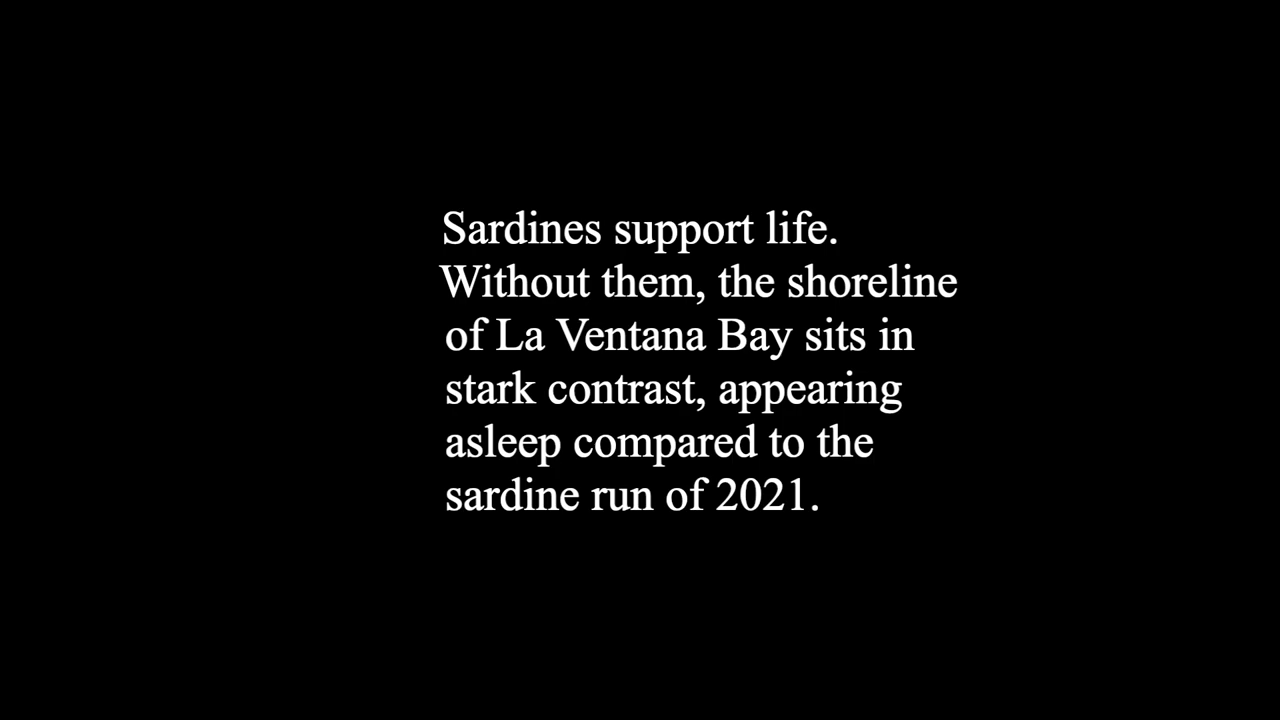 Sardines support life.
Without them, the shoreline
of La Ventana Bay sits in
stark contrast, appearing
asleep compared to the
sardine run of 2021.